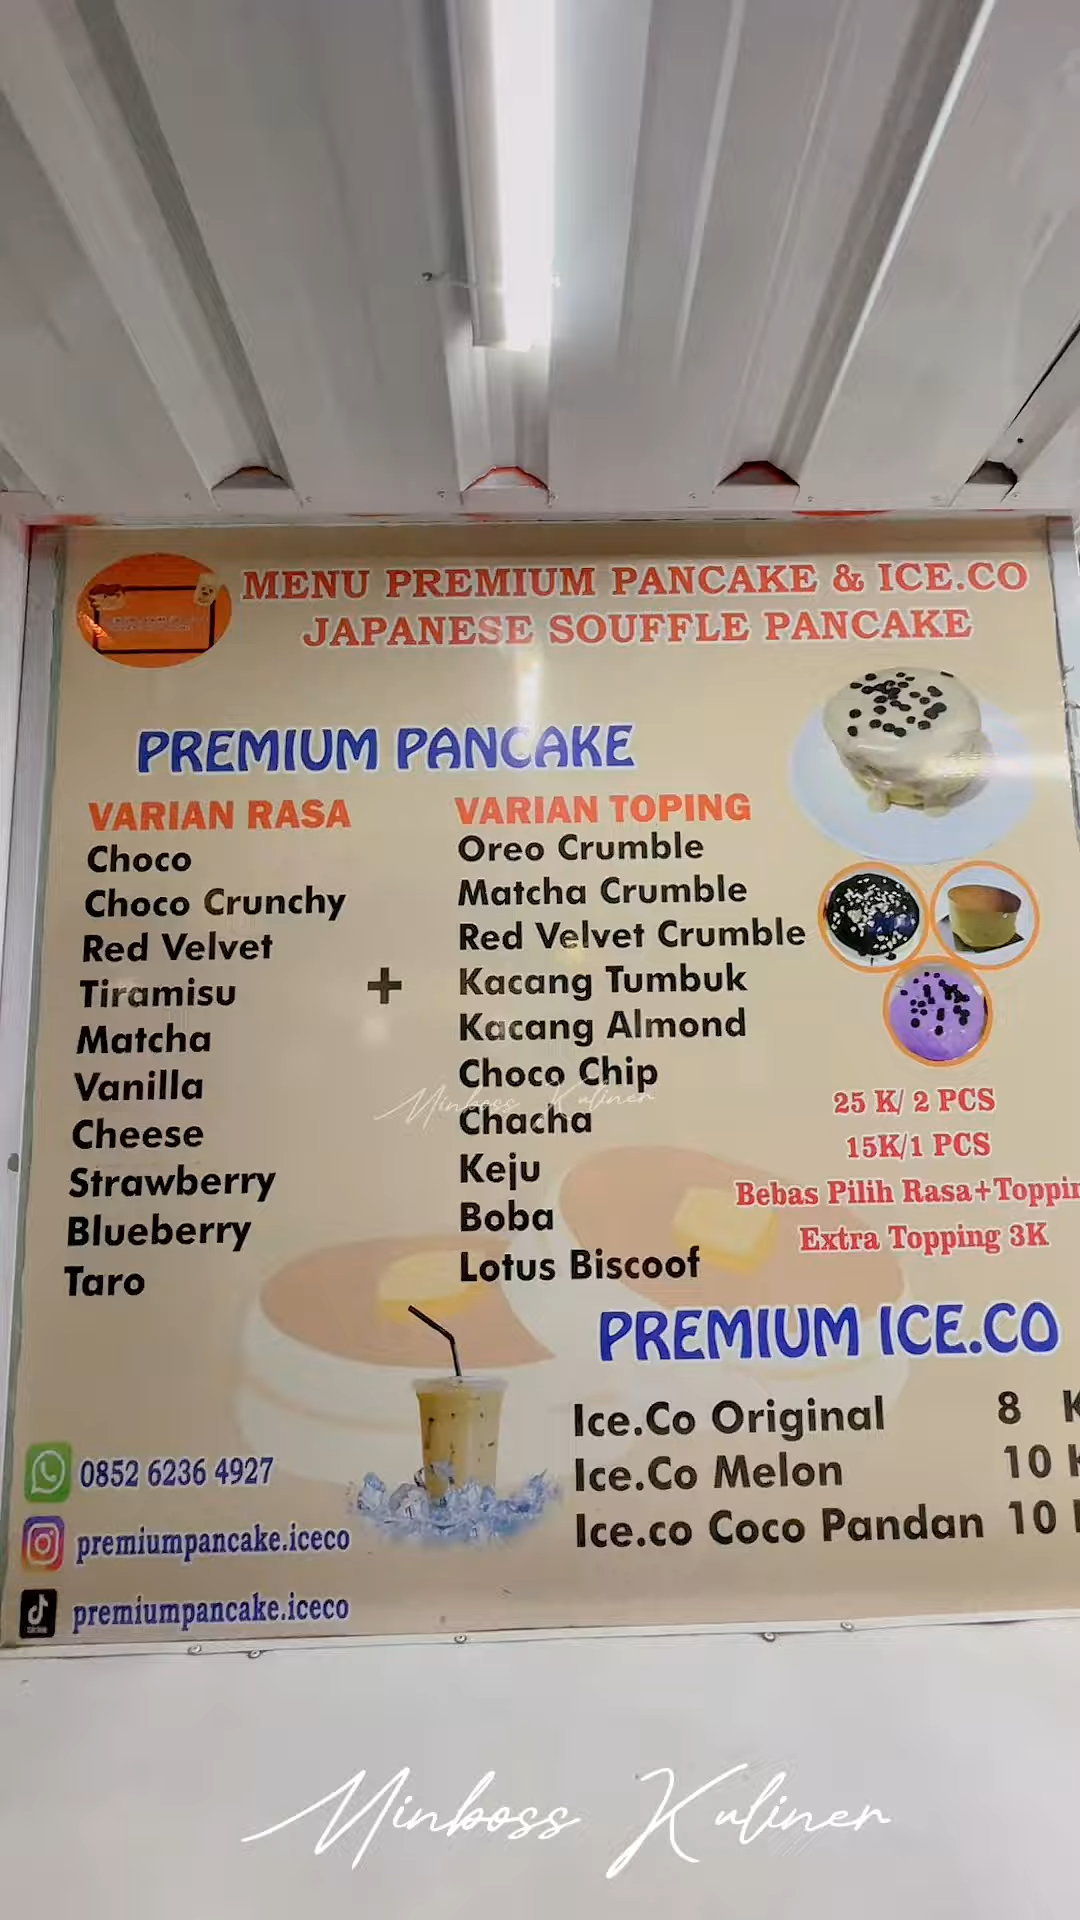 MENU PREMIUM PANCAKE & ICE.CO
JAPANESE SOUFFLE PANCAKE
PREMIUM PANCAKE
VARIAN RASA
Choco
Choco Crunchy
Red Velvet
Tiramisu
Matcha
Vanilla
Cheese
Strawberry
Blueberry
Taro
+
VARIAN TOPING
Oreo Crumble
Matcha Crumble
Red Velvet Crumble
Kacang Tumbuk
Kacang Almond
Choco Chip
Chacha
Keju
Boba
Lotus Biscoof
Minboss Kuliner
25 K/ 2 PCS
15K/1 PCS
Bebas Pilih Rasa+Toppin
Extra Topping 3K
PREMIUM ICE.CO
Ice.Co Original 8 K
Ice.Co Melon 10 K
Ice.co Coco Pandan 10
0852 6236 4927
premiumpancake.iceco
premiumpancake.iceco
Minboss Kuliner